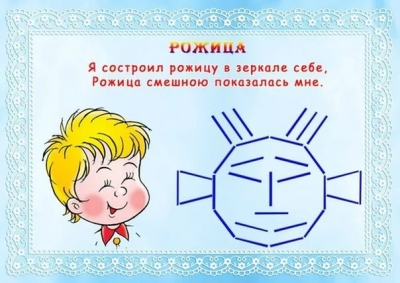 РОЖИЦА
Я состроил рожицу в зеркале себе,
Рожица смешною показалась мне.